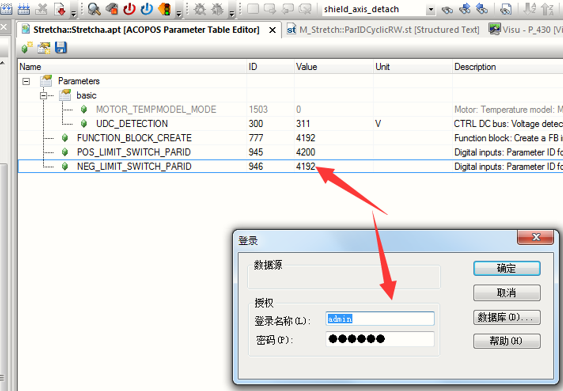 shield_axis_detach
Stretcha::Stretcha.apt [ACOPOS Parameter Table Editor]
M_Stretch::ParIDCyclicRW.st [Structured Text]
Visu - P_430 [Visu
Name ID Value Unit Description
Parameters
basic
MOTOR_TEMPMODEL_MODE 1503 0 Motor: Temperature model: M
UDC_DETECTION 300 311 V CTRL DC bus: Voltage detec
FUNCTION_BLOCK_CREATE 777 4192 Function block: Create a FB i
POS_LIMIT_SWITCH_PARID 945 4200 Digital inputs: Parameter ID fo
NEG_LIMIT_SWITCH_PARID 946 4192 Digital inputs: Parameter ID fo
登录
数据源
确定
取消
授权
登录名称(L): admin
数据库(D)...
密码(P): ●●●●●●
帮助(H)